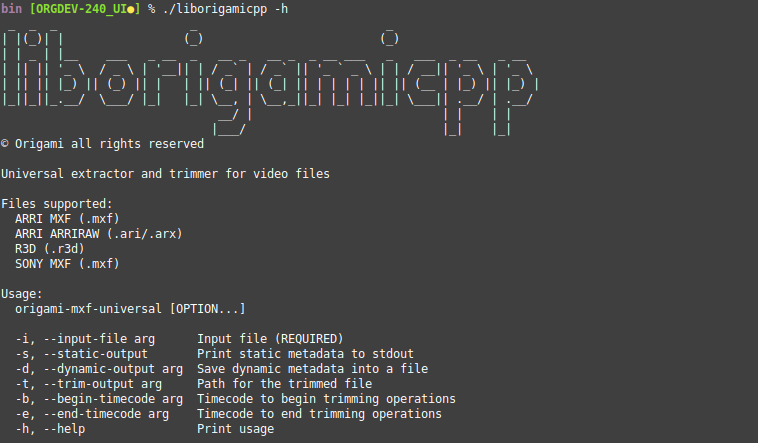 bin [ORGDEV-240_UI●] % ./liborigamicpp -h
liborigamicpp
© Origami all rights reserved
Universal extractor and trimmer for video files
Files supported:
ARRI MXF (.mxf)
ARRI ARRIRAW (.ari/.arx)
R3D (.r3d)
SONY MXF (.mxf)
Usage:
origami-mxf-universal [OPTION...]
-i, --input-file arg Input file (REQUIRED)
-s, --static-output Print static metadata to stdout
-d, --dynamic-output arg Save dynamic metadata into a file
-t, --trim-output arg Path for the trimmed file
-b, --begin-timecode arg Timecode to begin trimming operations
-e, --end-timecode arg Timecode to end trimming operations
-h, --help Print usage